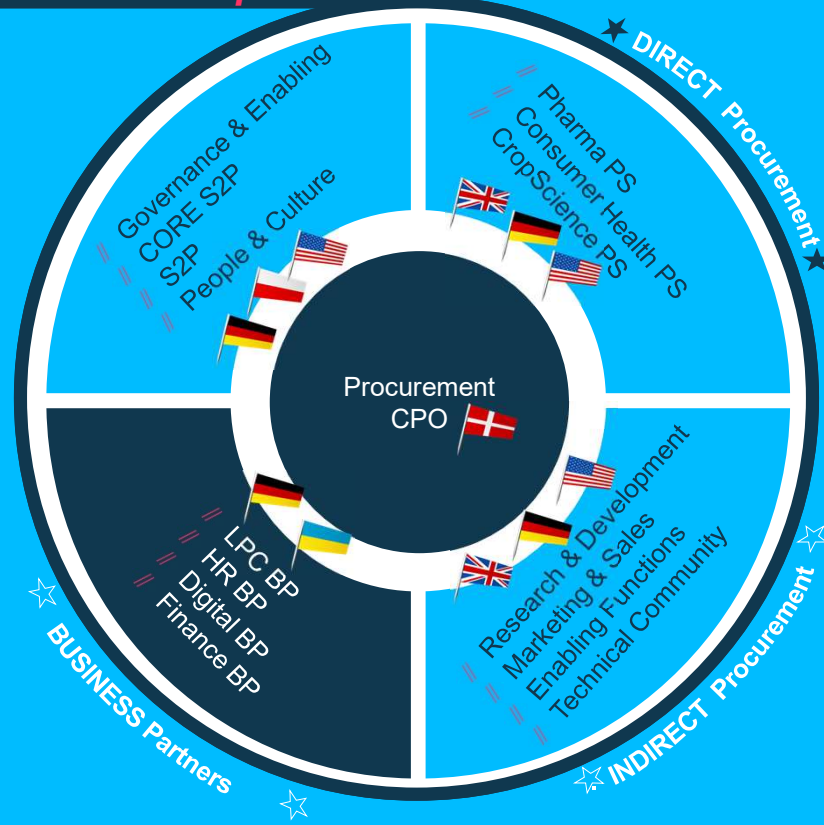 Governance & Enabling
CORE S2P
S2P
People & Culture
DIRECT Procurement
Pharma PS
Consumer Health PS
CropScience PS
Procurement
CPO
LPC BP
HR BP
Digital BP
Finance BP
BUSINESS Partners
Research & Development
Marketing & Sales
Enabling Functions
Technical Community
INDIRECT Procurement